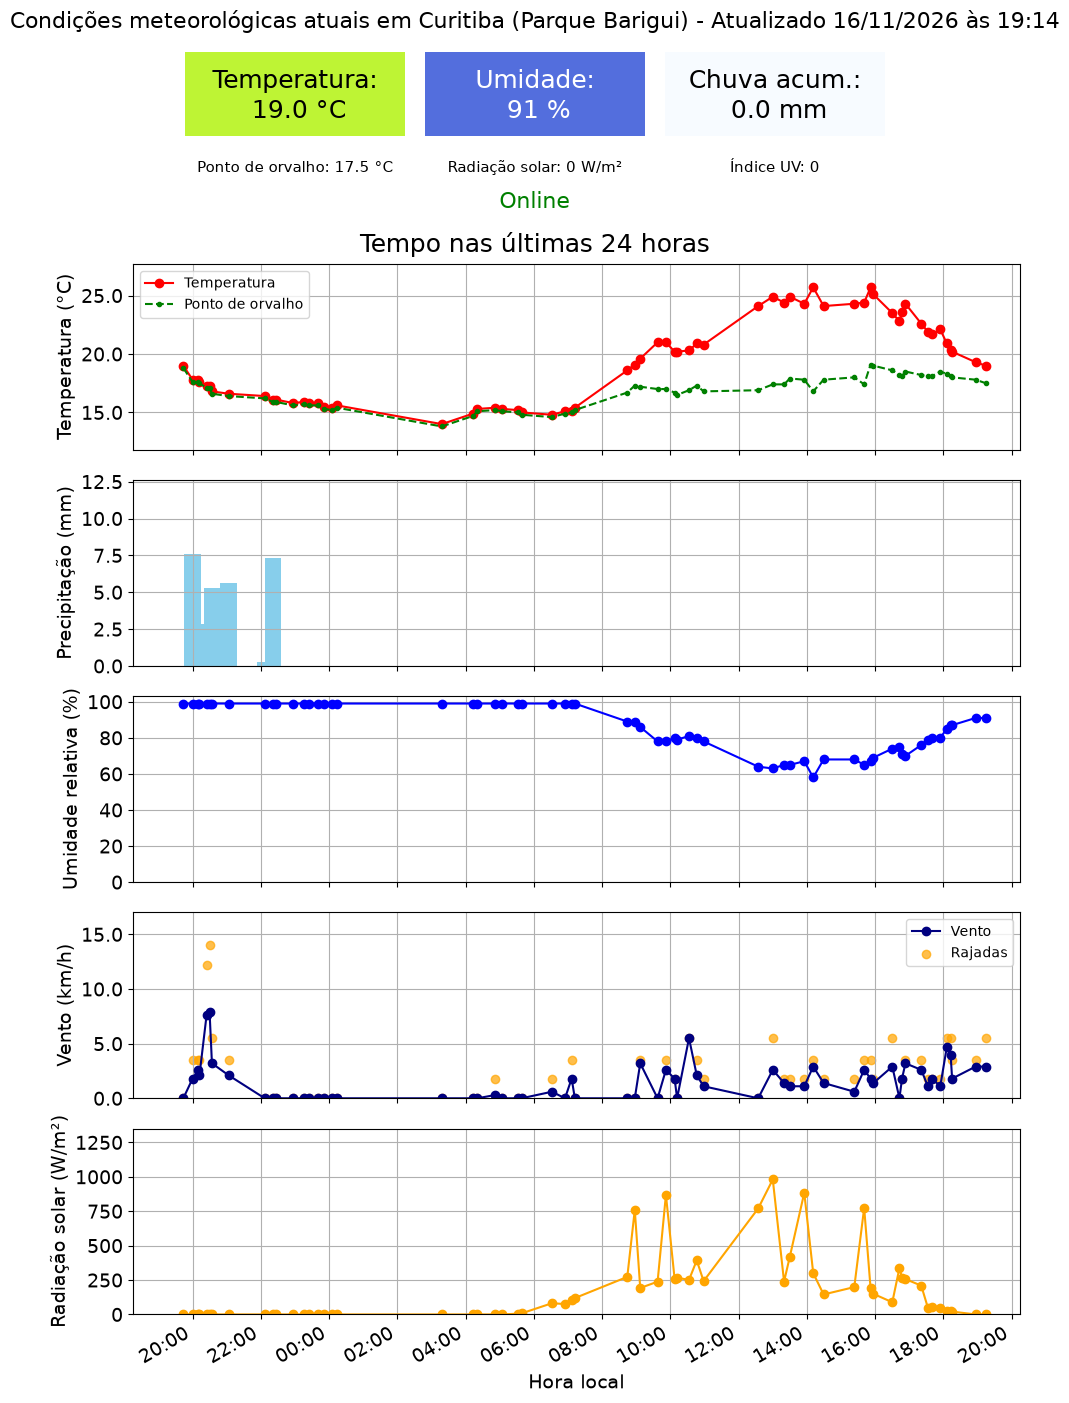 Condições meteorológicas atuais em Curitiba (Parque Barigui) - Atualizado 16/11/2026 às 19:14
Temperatura:
19.0 °C
Umidade:
91 %
Chuva acum.:
0.0 mm
Ponto de orvalho: 17.5 °C
Radiação solar: 0 W/m²
Índice UV: 0
Online
Tempo nas últimas 24 horas
Temperatura (°C)
25.0
20.0
15.0
Temperatura
Ponto de orvalho
Precipitação (mm)
12.5
10.0
7.5
5.0
2.5
0.0
Umidade relativa (%)
100
80
60
40
20
0
Vento (km/h)
15.0
10.0
5.0
0.0
Vento
Rajadas
Radiação solar (W/m²)
1250
1000
750
500
250
0
20:00 22:00 00:00 02:00 04:00 06:00 08:00 10:00 12:00 14:00 16:00 18:00 20:00
Hora local